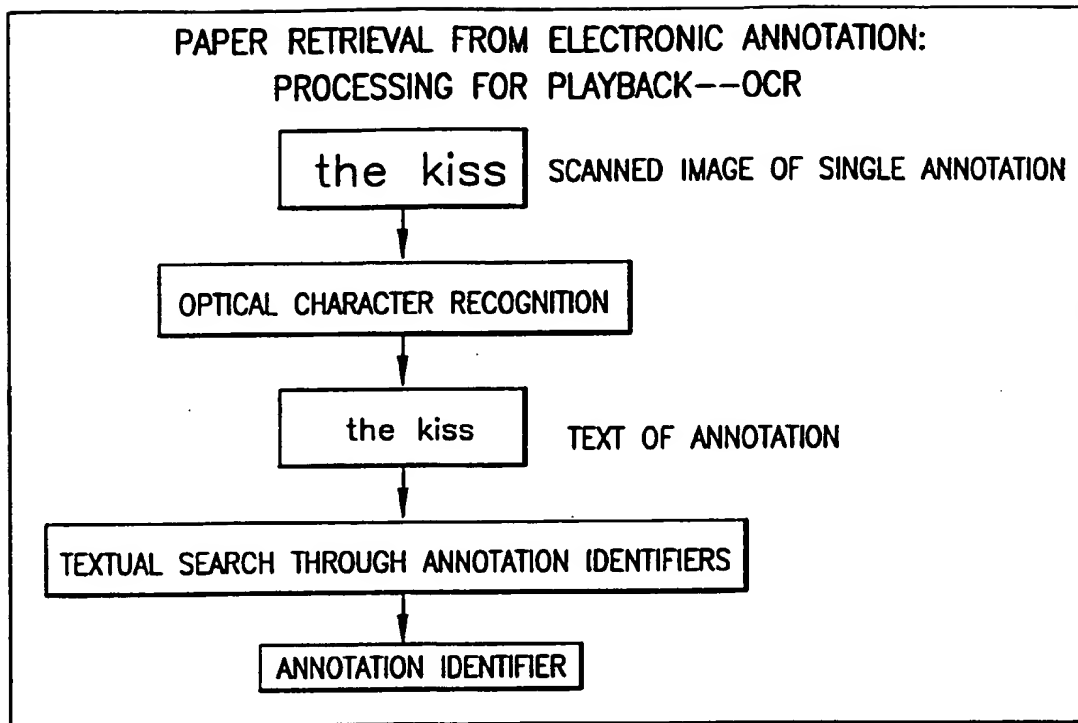 PAPER RETRIEVAL FROM ELECTRONIC ANNOTATION:
PROCESSING FOR PLAYBACK--OCR
the kiss SCANNED IMAGE OF SINGLE ANNOTATION
OPTICAL CHARACTER RECOGNITION
the kiss TEXT OF ANNOTATION
TEXTUAL SEARCH THROUGH ANNOTATION IDENTIFIERS
ANNOTATION IDENTIFIER